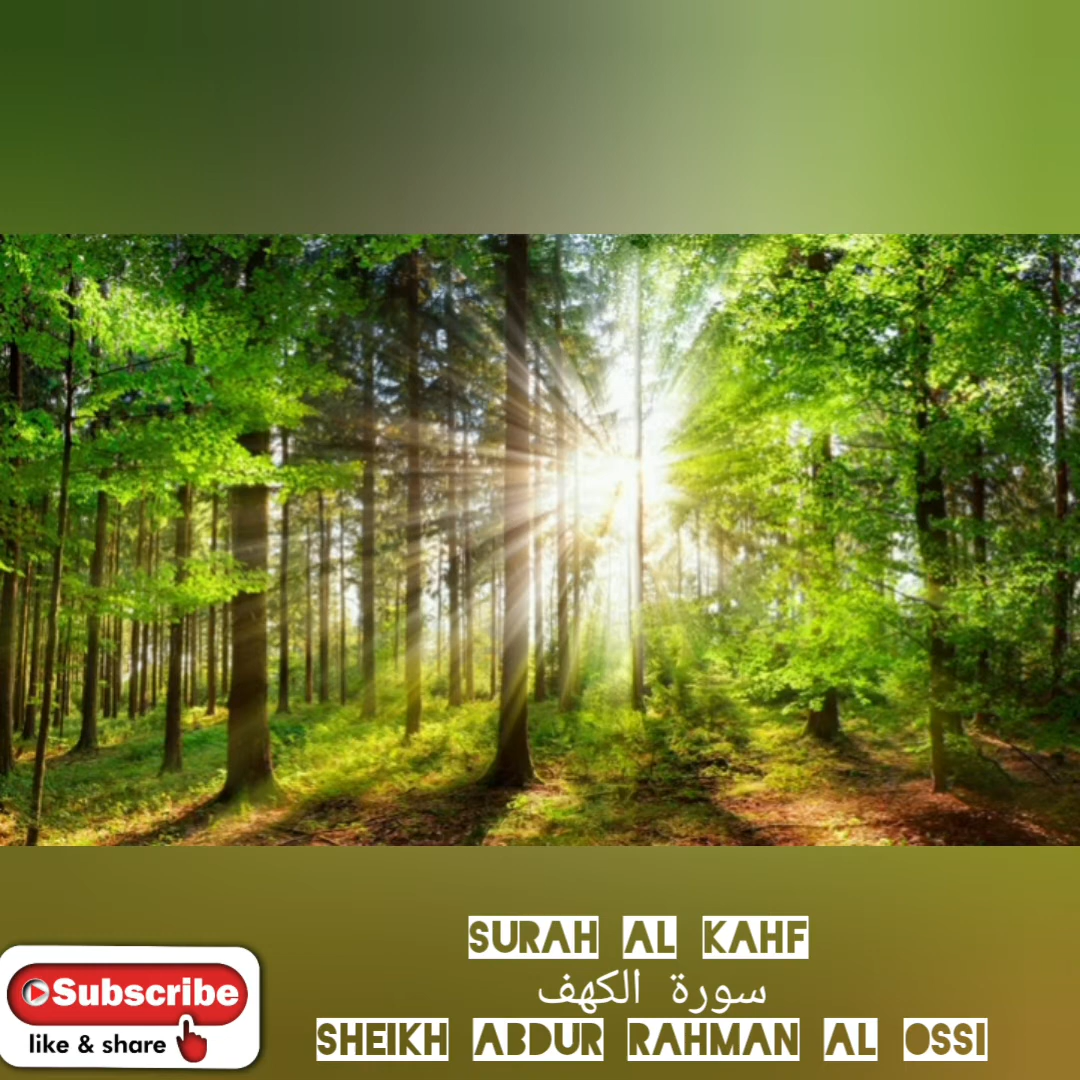 SURAH AL KAHF
سورة الكهف
SHEIKH ABDUR RAHMAN AL OSSI
Subscribe
like & share